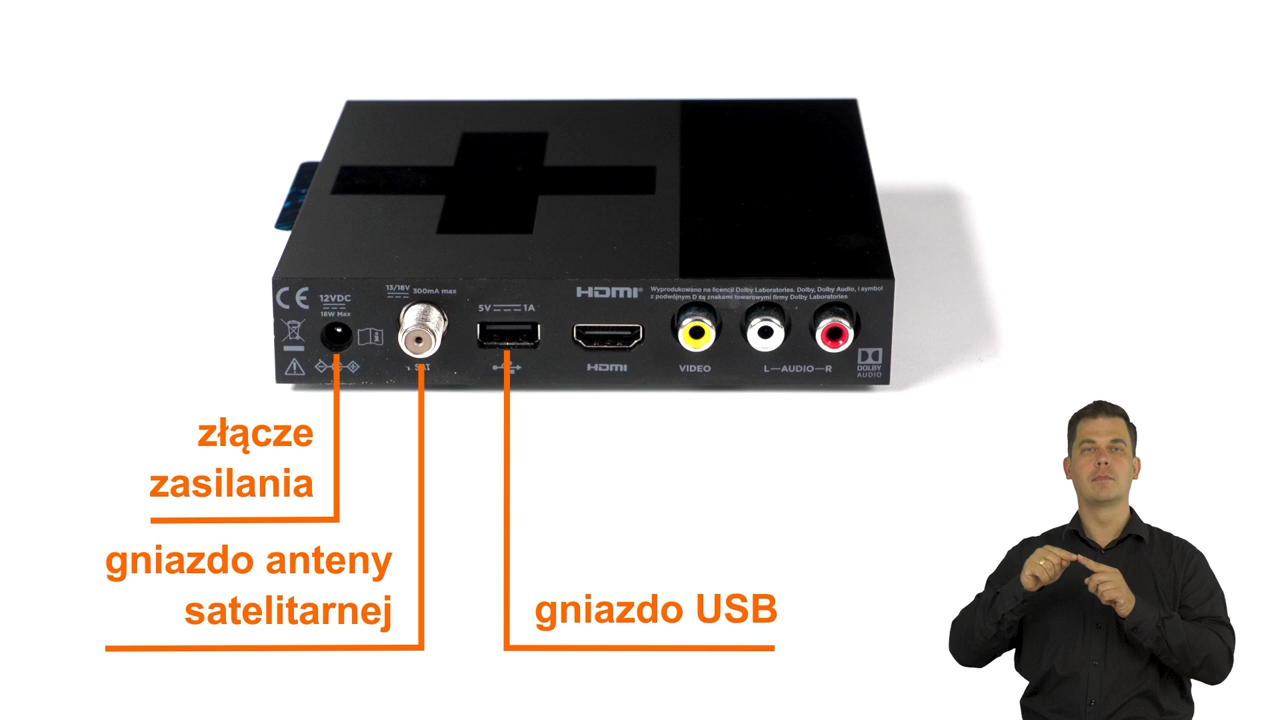 CE
12VDC
18W Max
13/18V
300mA max
5V 1A
HDMI
Wyprodukowano na licencji Dolby Laboratories. Dolby, Dolby Audio, i symbol
z podwójnym D są znakami towarowymi firmy Dolby Laboratories
SAT
HDMI
VIDEO
L—AUDIO—R
DOLBY
AUDIO
złącze
zasilania
gniazdo anteny
satelitarnej
gniazdo USB